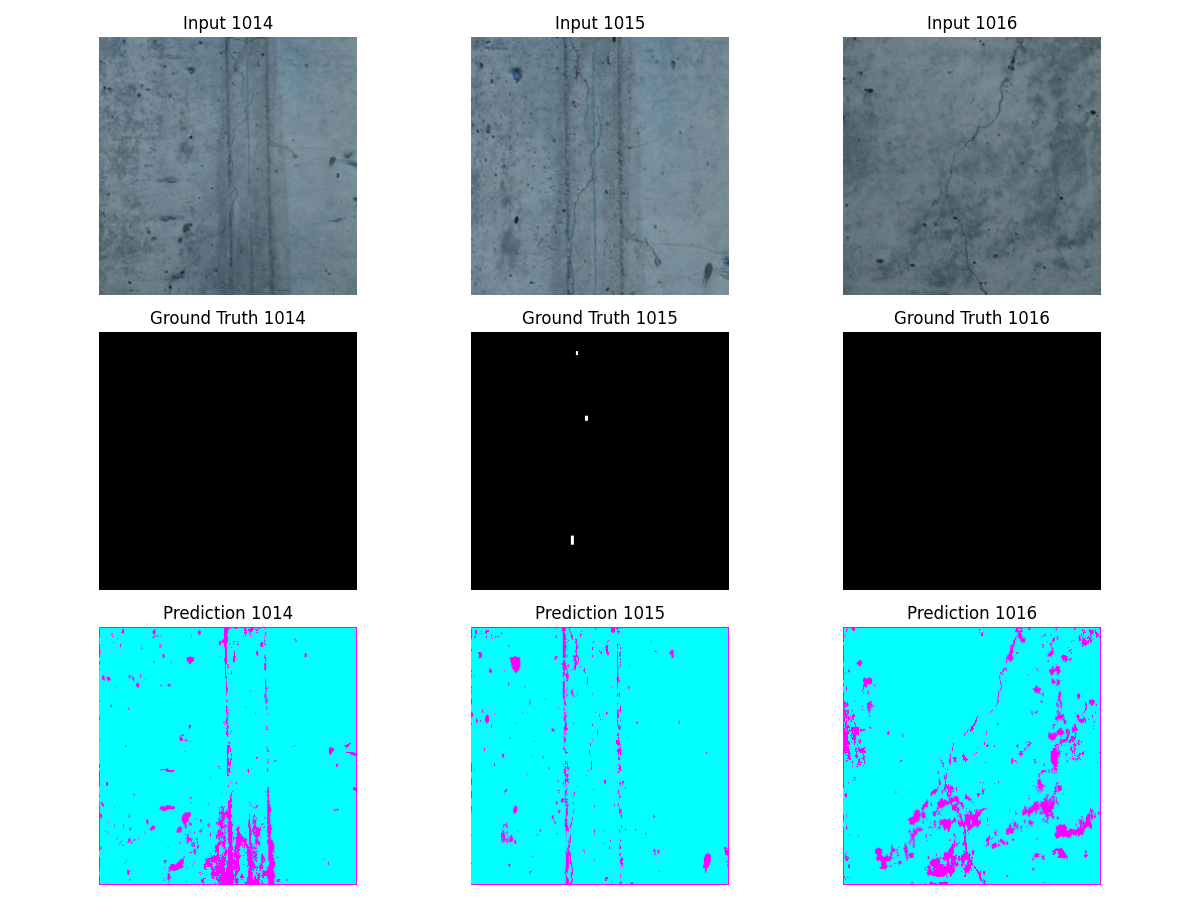 Input 1014
Input 1015
Input 1016
Ground Truth 1014
Ground Truth 1015
Ground Truth 1016
Prediction 1014
Prediction 1015
Prediction 1016